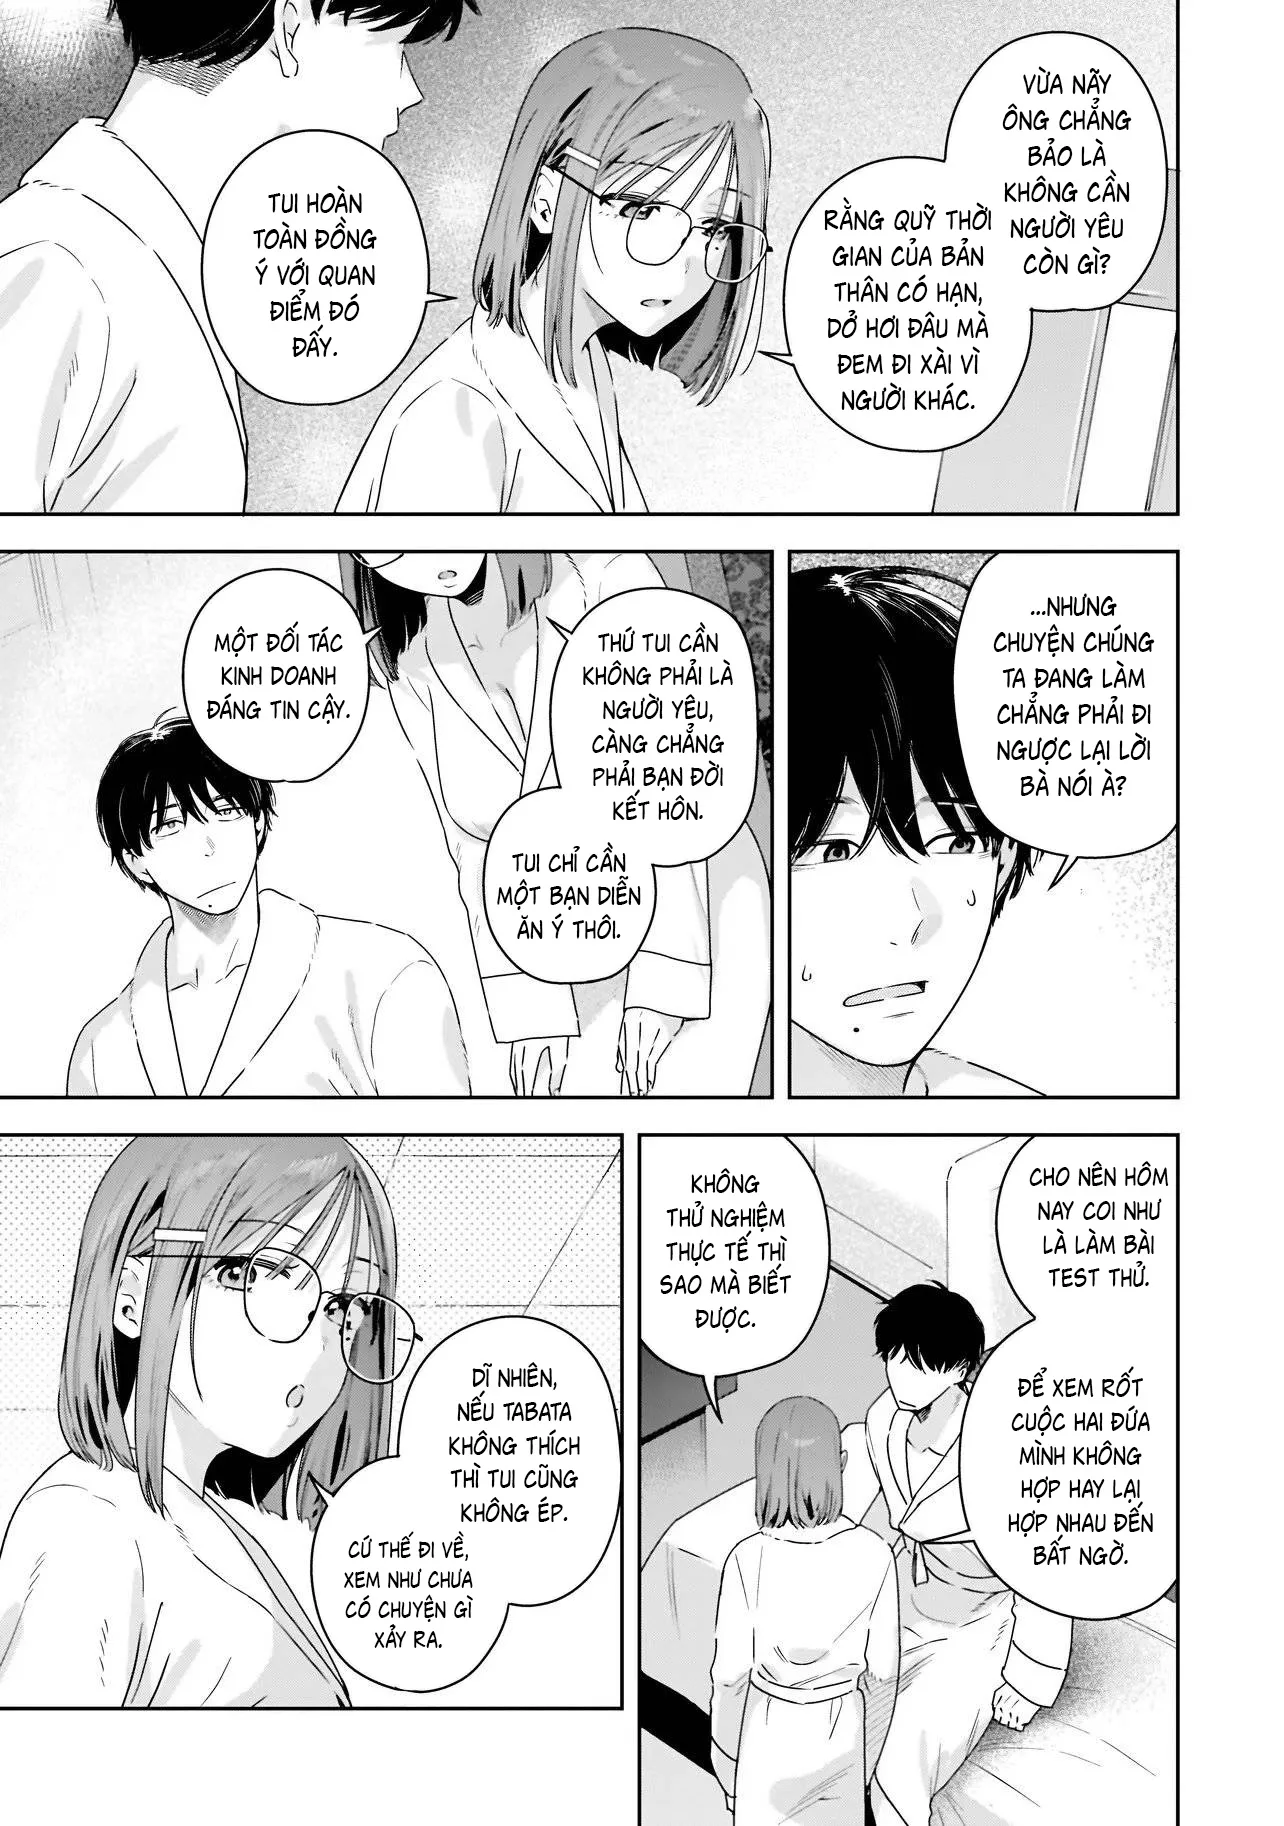 VỪA NÃY
ÔNG CHẲNG
BẢO LÀ
KHÔNG CẦN
NGƯỜI YÊU
CÒN GÌ?
RẰNG QUỸ THỜI
GIAN CỦA BẢN
THÂN CÓ HẠN,
DỞ HƠI ĐÂU MÀ
ĐEM ĐI XÀI VÌ
NGƯỜI KHÁC.
TUI HOÀN
TOÀN ĐỒNG
Ý VỚI QUAN
ĐIỂM ĐÓ
ĐẤY.
...NHƯNG
CHUYỆN CHÚNG
TA ĐANG LÀM
CHẲNG PHẢI ĐI
NGƯỢC LẠI LỜI
BÀ NÓI À?
THỨ TUI CẦN
KHÔNG PHẢI LÀ
NGƯỜI YÊU,
CÀNG CHẲNG
PHẢI BẠN ĐỜI
KẾT HÔN.
TUI CHỈ CẦN
MỘT BẠN DIỄN
ĂN Ý THÔI.
MỘT ĐỐI TÁC
KINH DOANH
ĐÁNG TIN CẬY.
CHO NÊN HÔM
NAY COI NHƯ
LÀ LÀM BÀI
TEST THỬ.
ĐỂ XEM RỐT
CUỘC HAI ĐỨA
MÌNH KHÔNG
HỢP HAY LẠI
HỢP NHAU ĐẾN
BẤT NGỜ.
KHÔNG
THỬ NGHIỆM
THỰC TẾ THÌ
SAO MÀ BIẾT
ĐƯỢC.
DĨ NHIÊN,
NẾU TABATA
KHÔNG THÍCH
THÌ TUI CŨNG
KHÔNG ÉP.
CỨ THẾ ĐI VỀ,
XEM NHƯ CHƯA
CÓ CHUYỆN GÌ
XẢY RA.